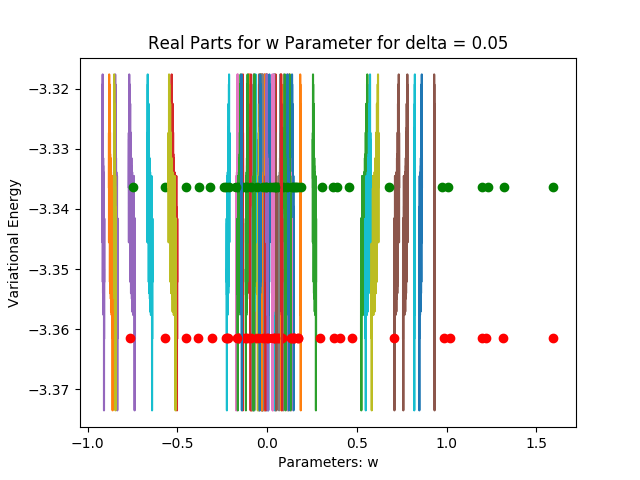 Real Parts for w Parameter for delta = 0.05
Variational Energy
−3.32
−3.33
−3.34
−3.35
−3.36
−3.37
−1.0 −0.5 0.0 0.5 1.0 1.5
Parameters: w